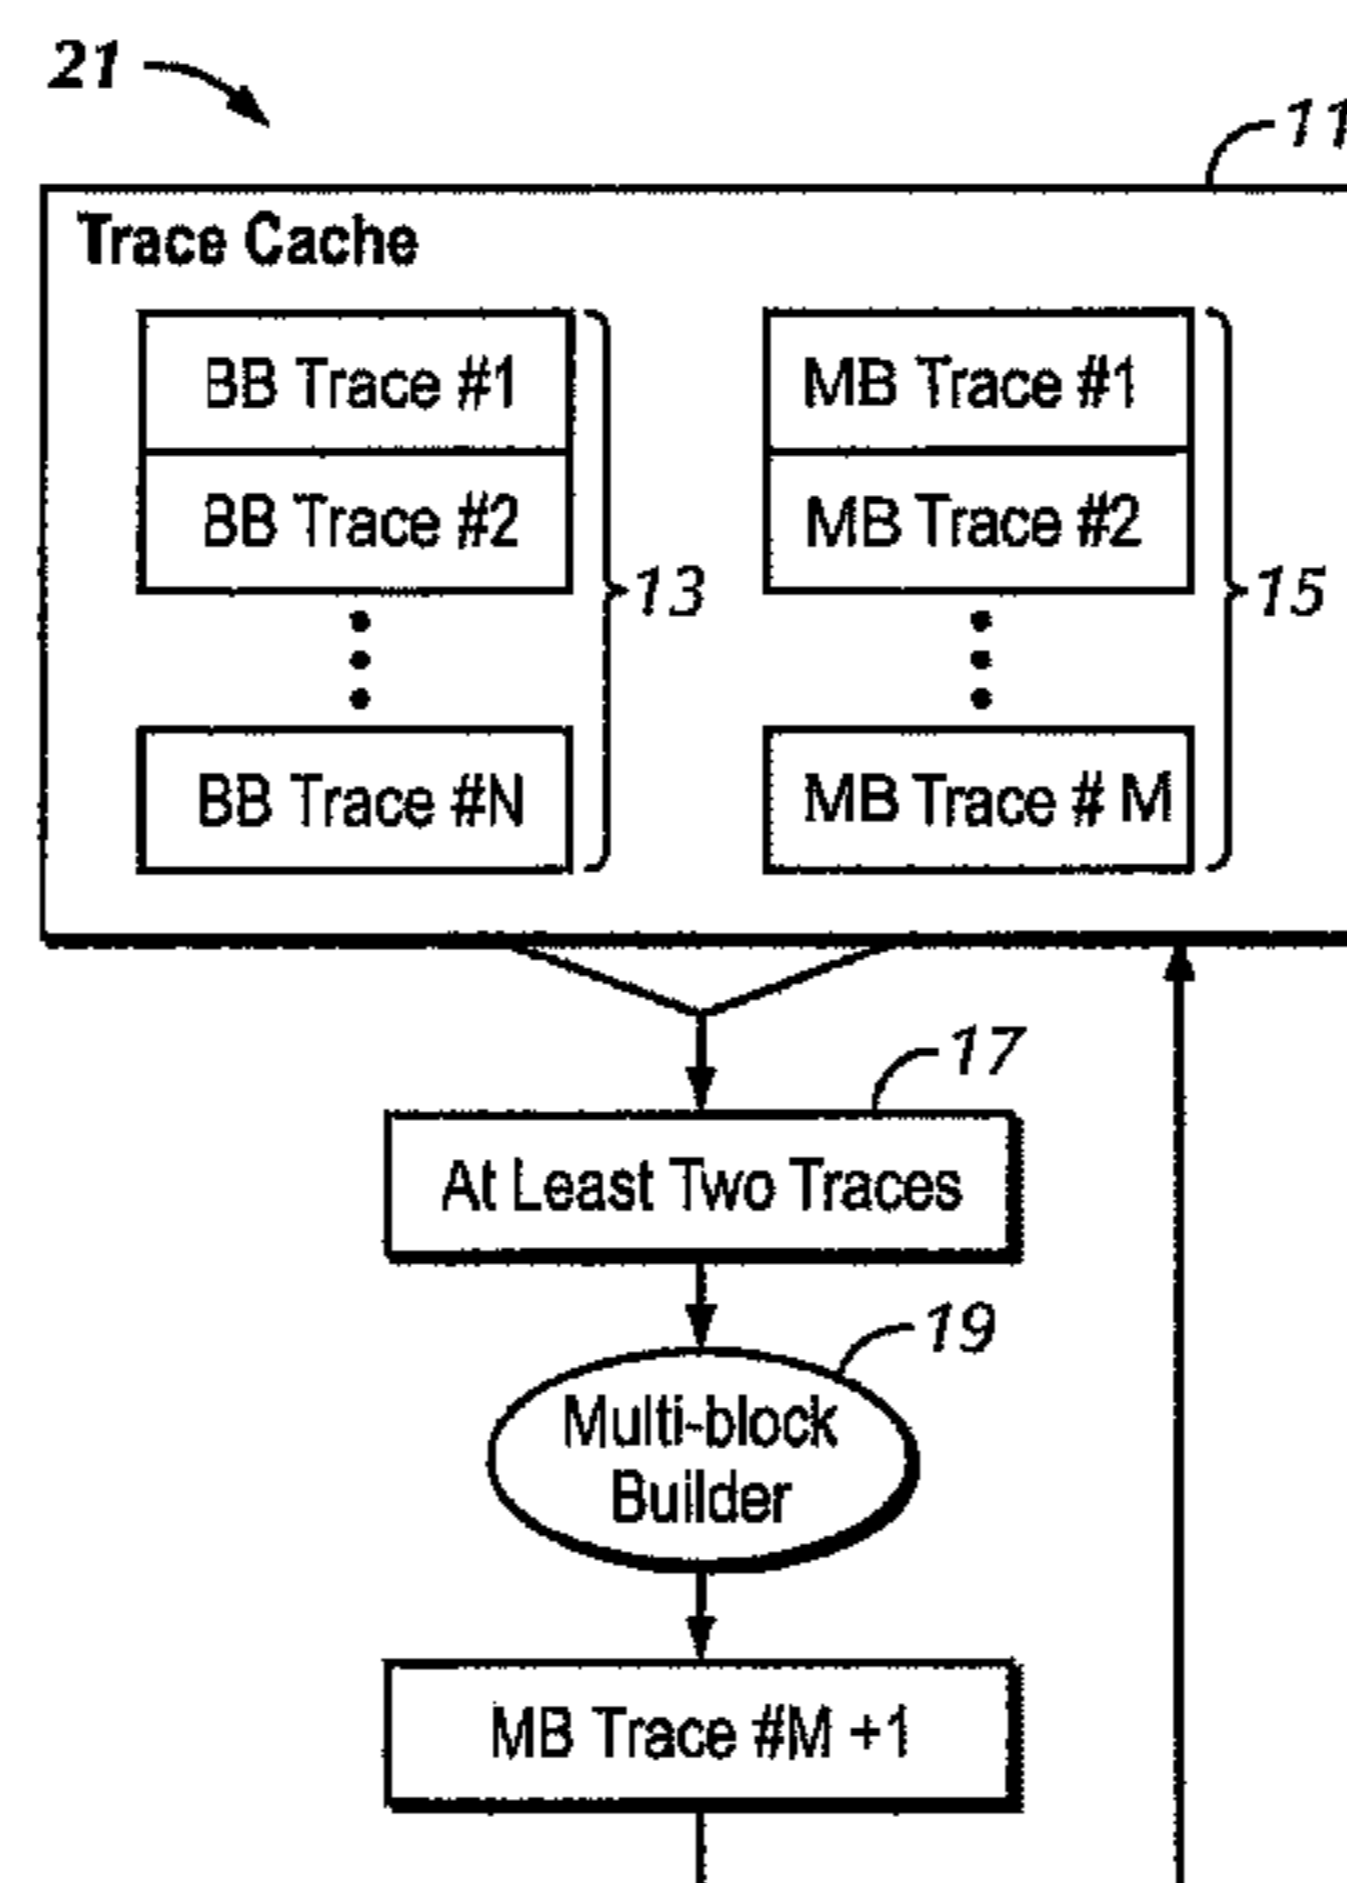 21
11
Trace Cache
BB Trace #1
MB Trace #1
BB Trace #2
MB Trace #2
13
15
BB Trace #N
MB Trace # M
17
At Least Two Traces
19
Multi-block
Builder
MB Trace #M +1